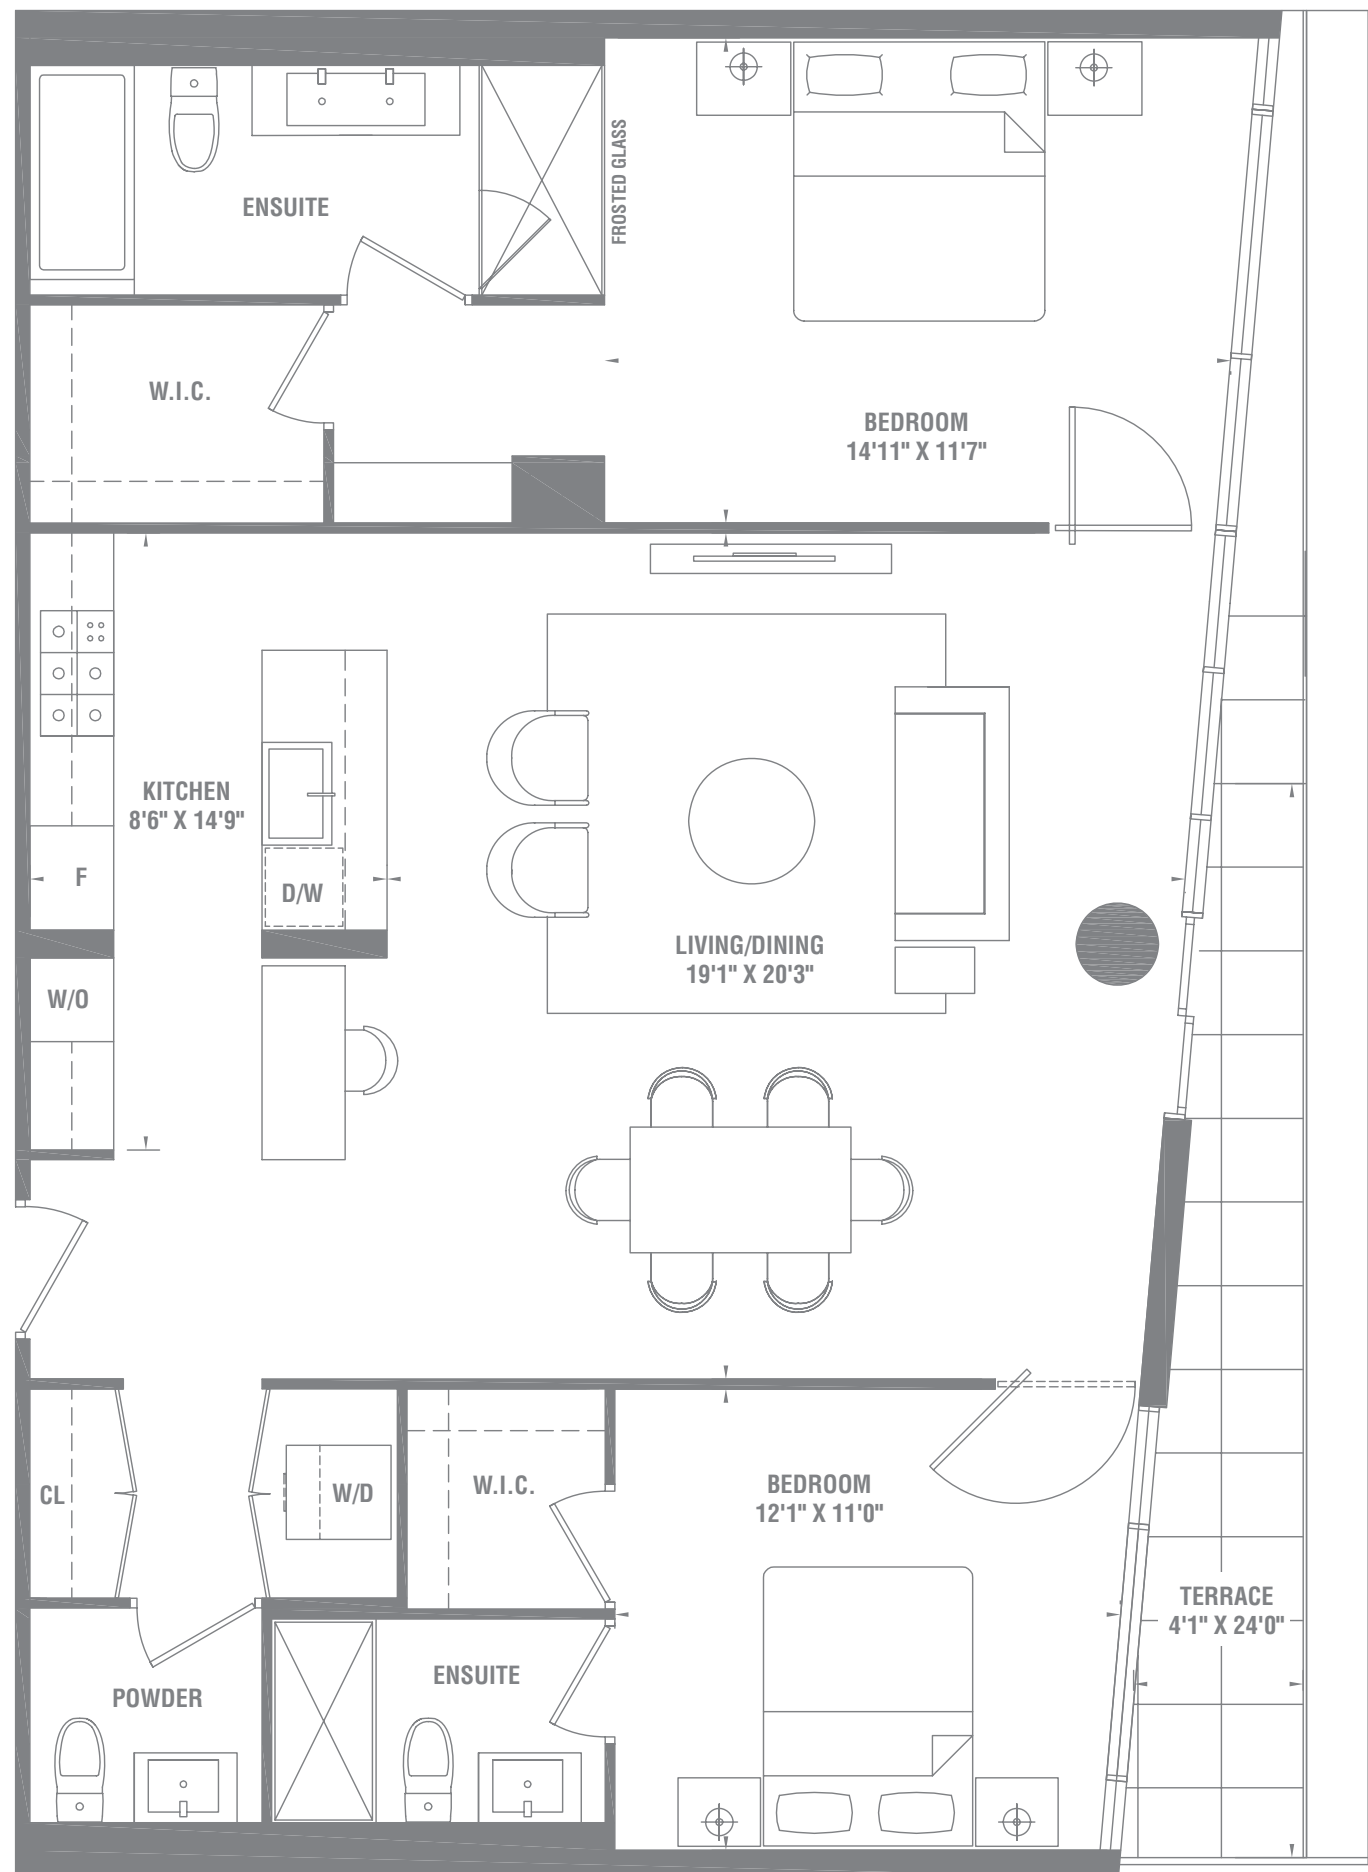 ENSUITE
FROSTED GLASS
W.I.C.
BEDROOM
14'11" X 11'7"
KITCHEN
8'6" X 14'9"
F
D/W
LIVING/DINING
19'1" X 20'3"
W/O
CL
W/D
W.I.C.
BEDROOM
12'1" X 11'0"
TERRACE
4'1" X 24'0"
ENSUITE
POWDER